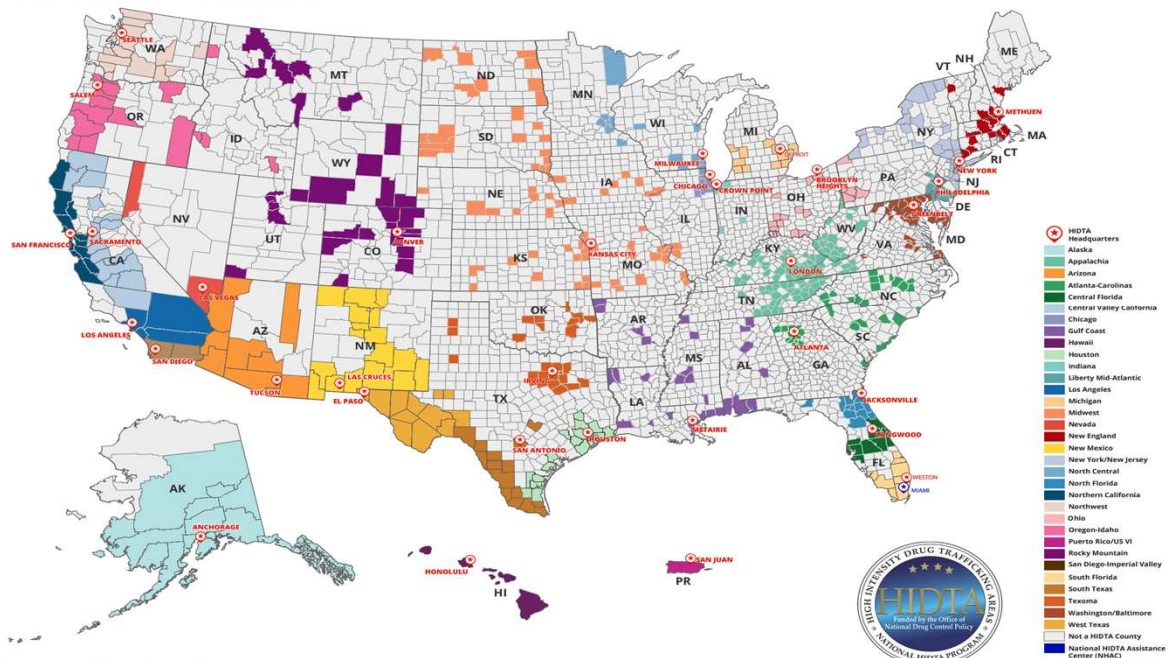 SEATTLE
WA
MT
ND
MN
VT
NH
ME
SALEM
OR
ID
SD
WI
MI
NY
METHUEN
MA
CT
RI
WY
MILWAUKEE
DETROIT
BROOKLYN
HEIGHTS
NEW YORK
NE
IA
CHICAGO
CROWN POINT
PA
NJ
PHILADELPHIA
NV
UT
CO
DENVER
IL
IN
OH
WV
GREENBELT
DE
MD
SAN FRANCISCO
SACRAMENTO
CA
KS
KANSAS CITY
MO
KY
VA
LONDON
LAS VEGAS
TN
NC
LOS ANGELES
AZ
NM
OK
AR
ATLANTA
SC
SAN DIEGO
TUCSON
LAS CRUCES
EL PASO
IRVING
TX
MS
AL
GA
LA
JACKSONVILLE
SAN ANTONIO
HOUSTON
METAIRIE
LONGWOOD
FL
WESTON
MIAMI
AK
ANCHORAGE
HONOLULU
HI
SAN JUAN
PR
HIGH INTENSITY DRUG TRAFFICKING AREAS
HIDTA
Funded by the Office of
National Drug Control Policy
NATIONAL HIDTA PROGRAM
HIDTA
Headquarters
Alaska
Appalachia
Arizona
Atlanta-Carolinas
Central Florida
Central Valley California
Chicago
Gulf Coast
Hawaii
Houston
Indiana
Liberty Mid-Atlantic
Los Angeles
Michigan
Midwest
Nevada
New England
New Mexico
New York/New Jersey
North Central
North Florida
Northern California
Northwest
Ohio
Oregon-Idaho
Puerto Rico/US VI
Rocky Mountain
San Diego-Imperial Valley
South Florida
South Texas
Texoma
Washington/Baltimore
West Texas
Not a HIDTA County
National HIDTA Assistance
Center (NHAC)